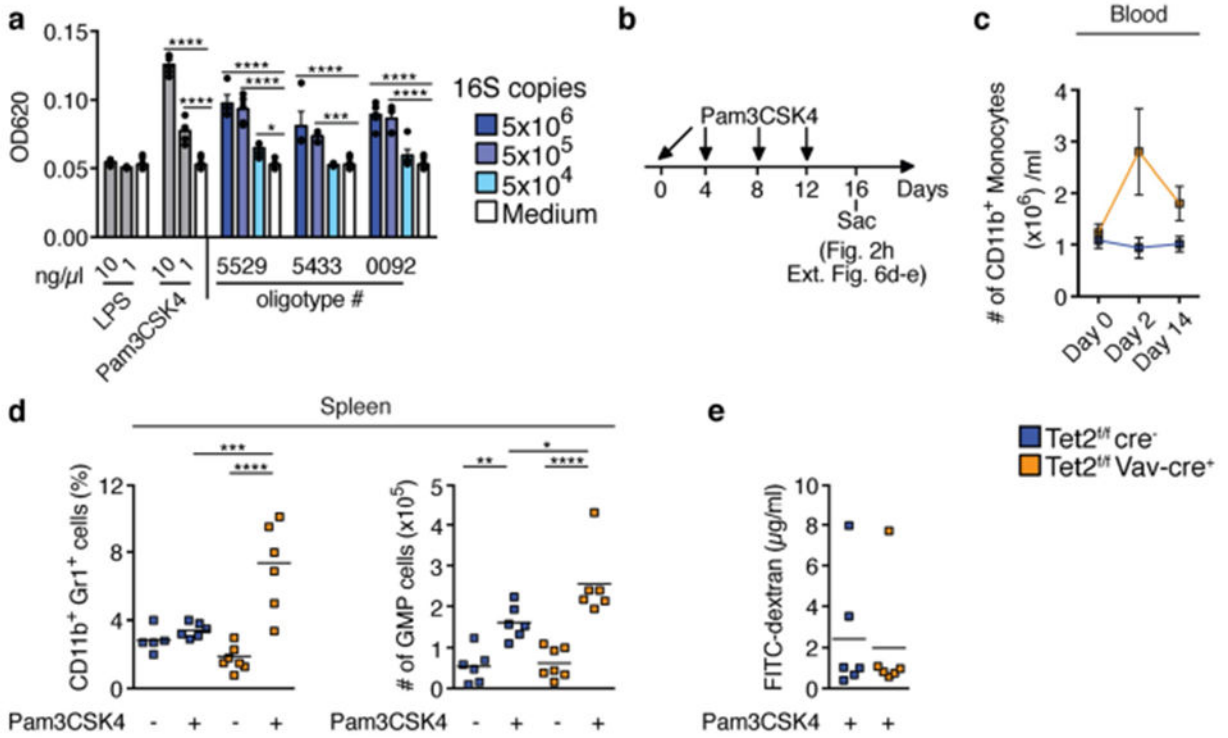 a
0.15
0.10
0.05
0.00
OD620
**** **** **** **** * **** *** **** ****
16S copies
5x10⁶
5x10⁵
5x10⁴
Medium
ng/µl
10 1 10 1
5529 5433 0092
LPS
Pam3CSK4
oligotype #
b
Pam3CSK4
0 4 8 12 16 Days
Sac
(Fig. 2h
Ext. Fig. 6d-e)
c
Blood
# of CD11b⁺ Monocytes
(x10⁶) /ml
4
3
2
1
0
Day 0 Day 2 Day 14
d
Spleen
***
****
CD11b⁺ Gr1⁺ cells (%)
12
8
4
0
Pam3CSK4 - + - +
*
** ****
# of GMP cells (x10⁵)
5
4
3
2
1
0
Pam3CSK4 - + - +
e
FITC-dextran (µg/ml)
10
8
6
4
2
0
Pam3CSK4 + +
Tet2ᶠ/ᶠ cre⁻
Tet2ᶠ/ᶠ Vav-cre⁺